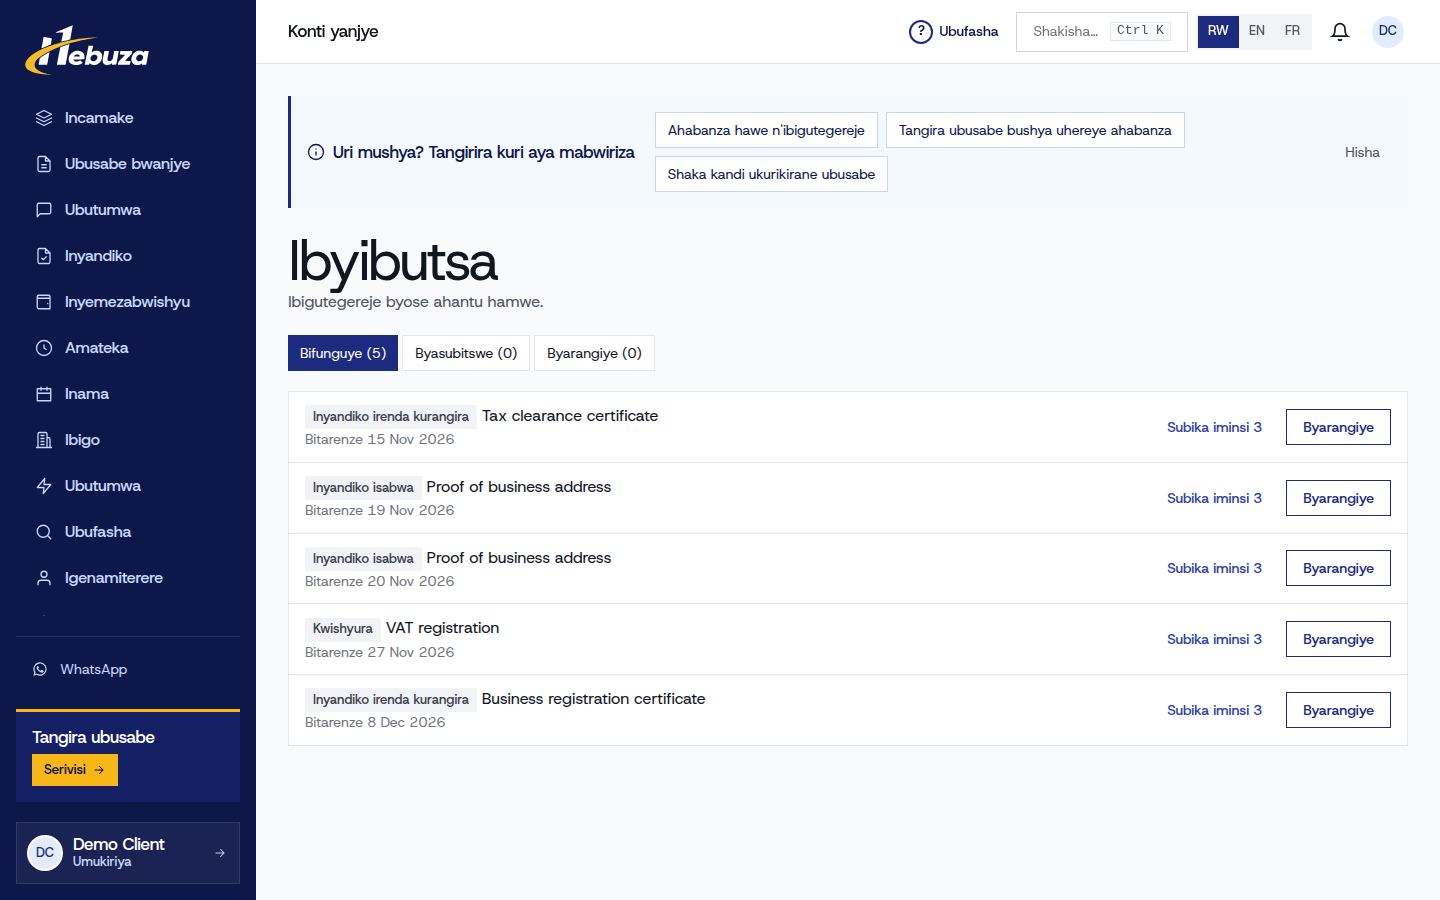 Hebuza
Incamake
Ubusabe bwanjye
Ubutumwa
Inyandiko
Inyemezabwishyu
Amateka
Inama
Ibigo
Ubutumwa
Ubufasha
Igenamiterere
WhatsApp
Tangira ubusabe
Serivisi →
DC
Demo Client
Umukiriya
→
Konti yanjye
? Ubufasha
Shakisha... Ctrl K
RW EN FR
DC
Uri mushya? Tangirira kuri aya mabwiriza
Ahabanza hawe n'ibigutegereje
Tangira ubusabe bushya uhereye ahabanza
Shaka kandi ukurikirane ubusabe
Hisha
Ibyibutsa
Ibigutegereje byose ahantu hamwe.
Bifunguye (5) Byasubitswe (0) Byarangiye (0)
Inyandiko irenda kurangira Tax clearance certificate
Bitarenze 15 Nov 2026
Subika iminsi 3 Byarangiye
Inyandiko isabwa Proof of business address
Bitarenze 19 Nov 2026
Subika iminsi 3 Byarangiye
Inyandiko isabwa Proof of business address
Bitarenze 20 Nov 2026
Subika iminsi 3 Byarangiye
Kwishyura VAT registration
Bitarenze 27 Nov 2026
Subika iminsi 3 Byarangiye
Inyandiko irenda kurangira Business registration certificate
Bitarenze 8 Dec 2026
Subika iminsi 3 Byarangiye